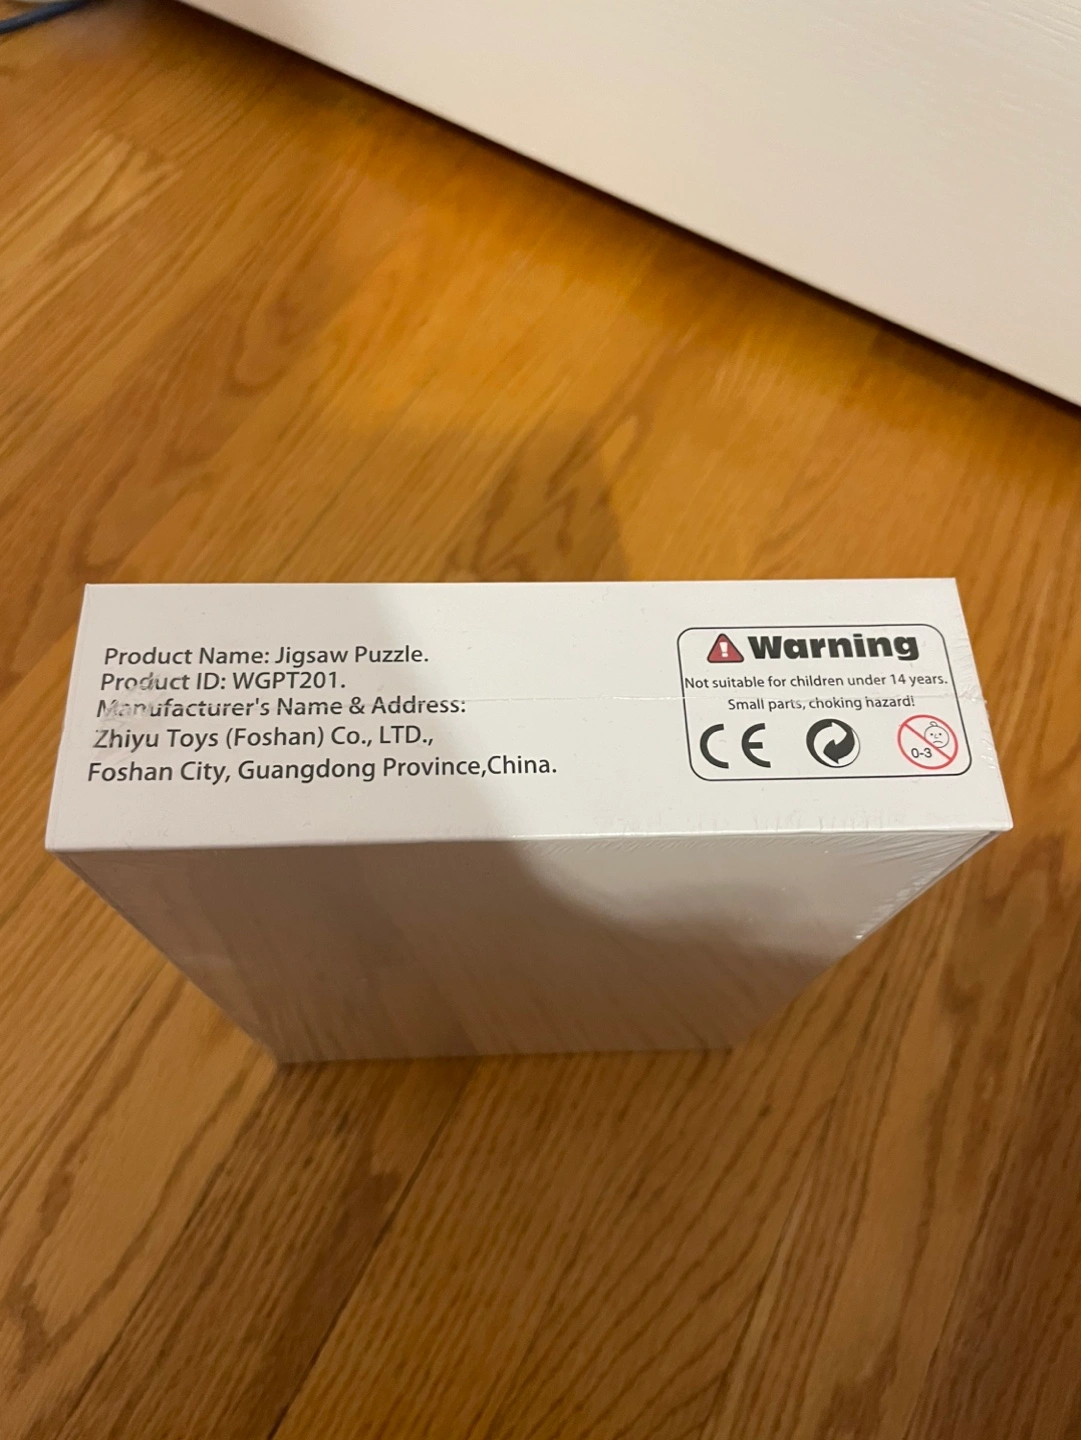 Product Name: Jigsaw Puzzle.
Product ID: WGPT201.
Manufacturer's Name & Address:
Zhiyu Toys (Foshan) Co., LTD.,
Foshan City, Guangdong Province,China.
Warning
Not suitable for children under 14 years.
Small parts, choking hazard!
CE
0-3